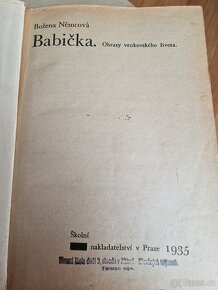 Božena Němcová
Babička. Obrazy venkovského života.
Školní
nakladatelství v Praze 1935